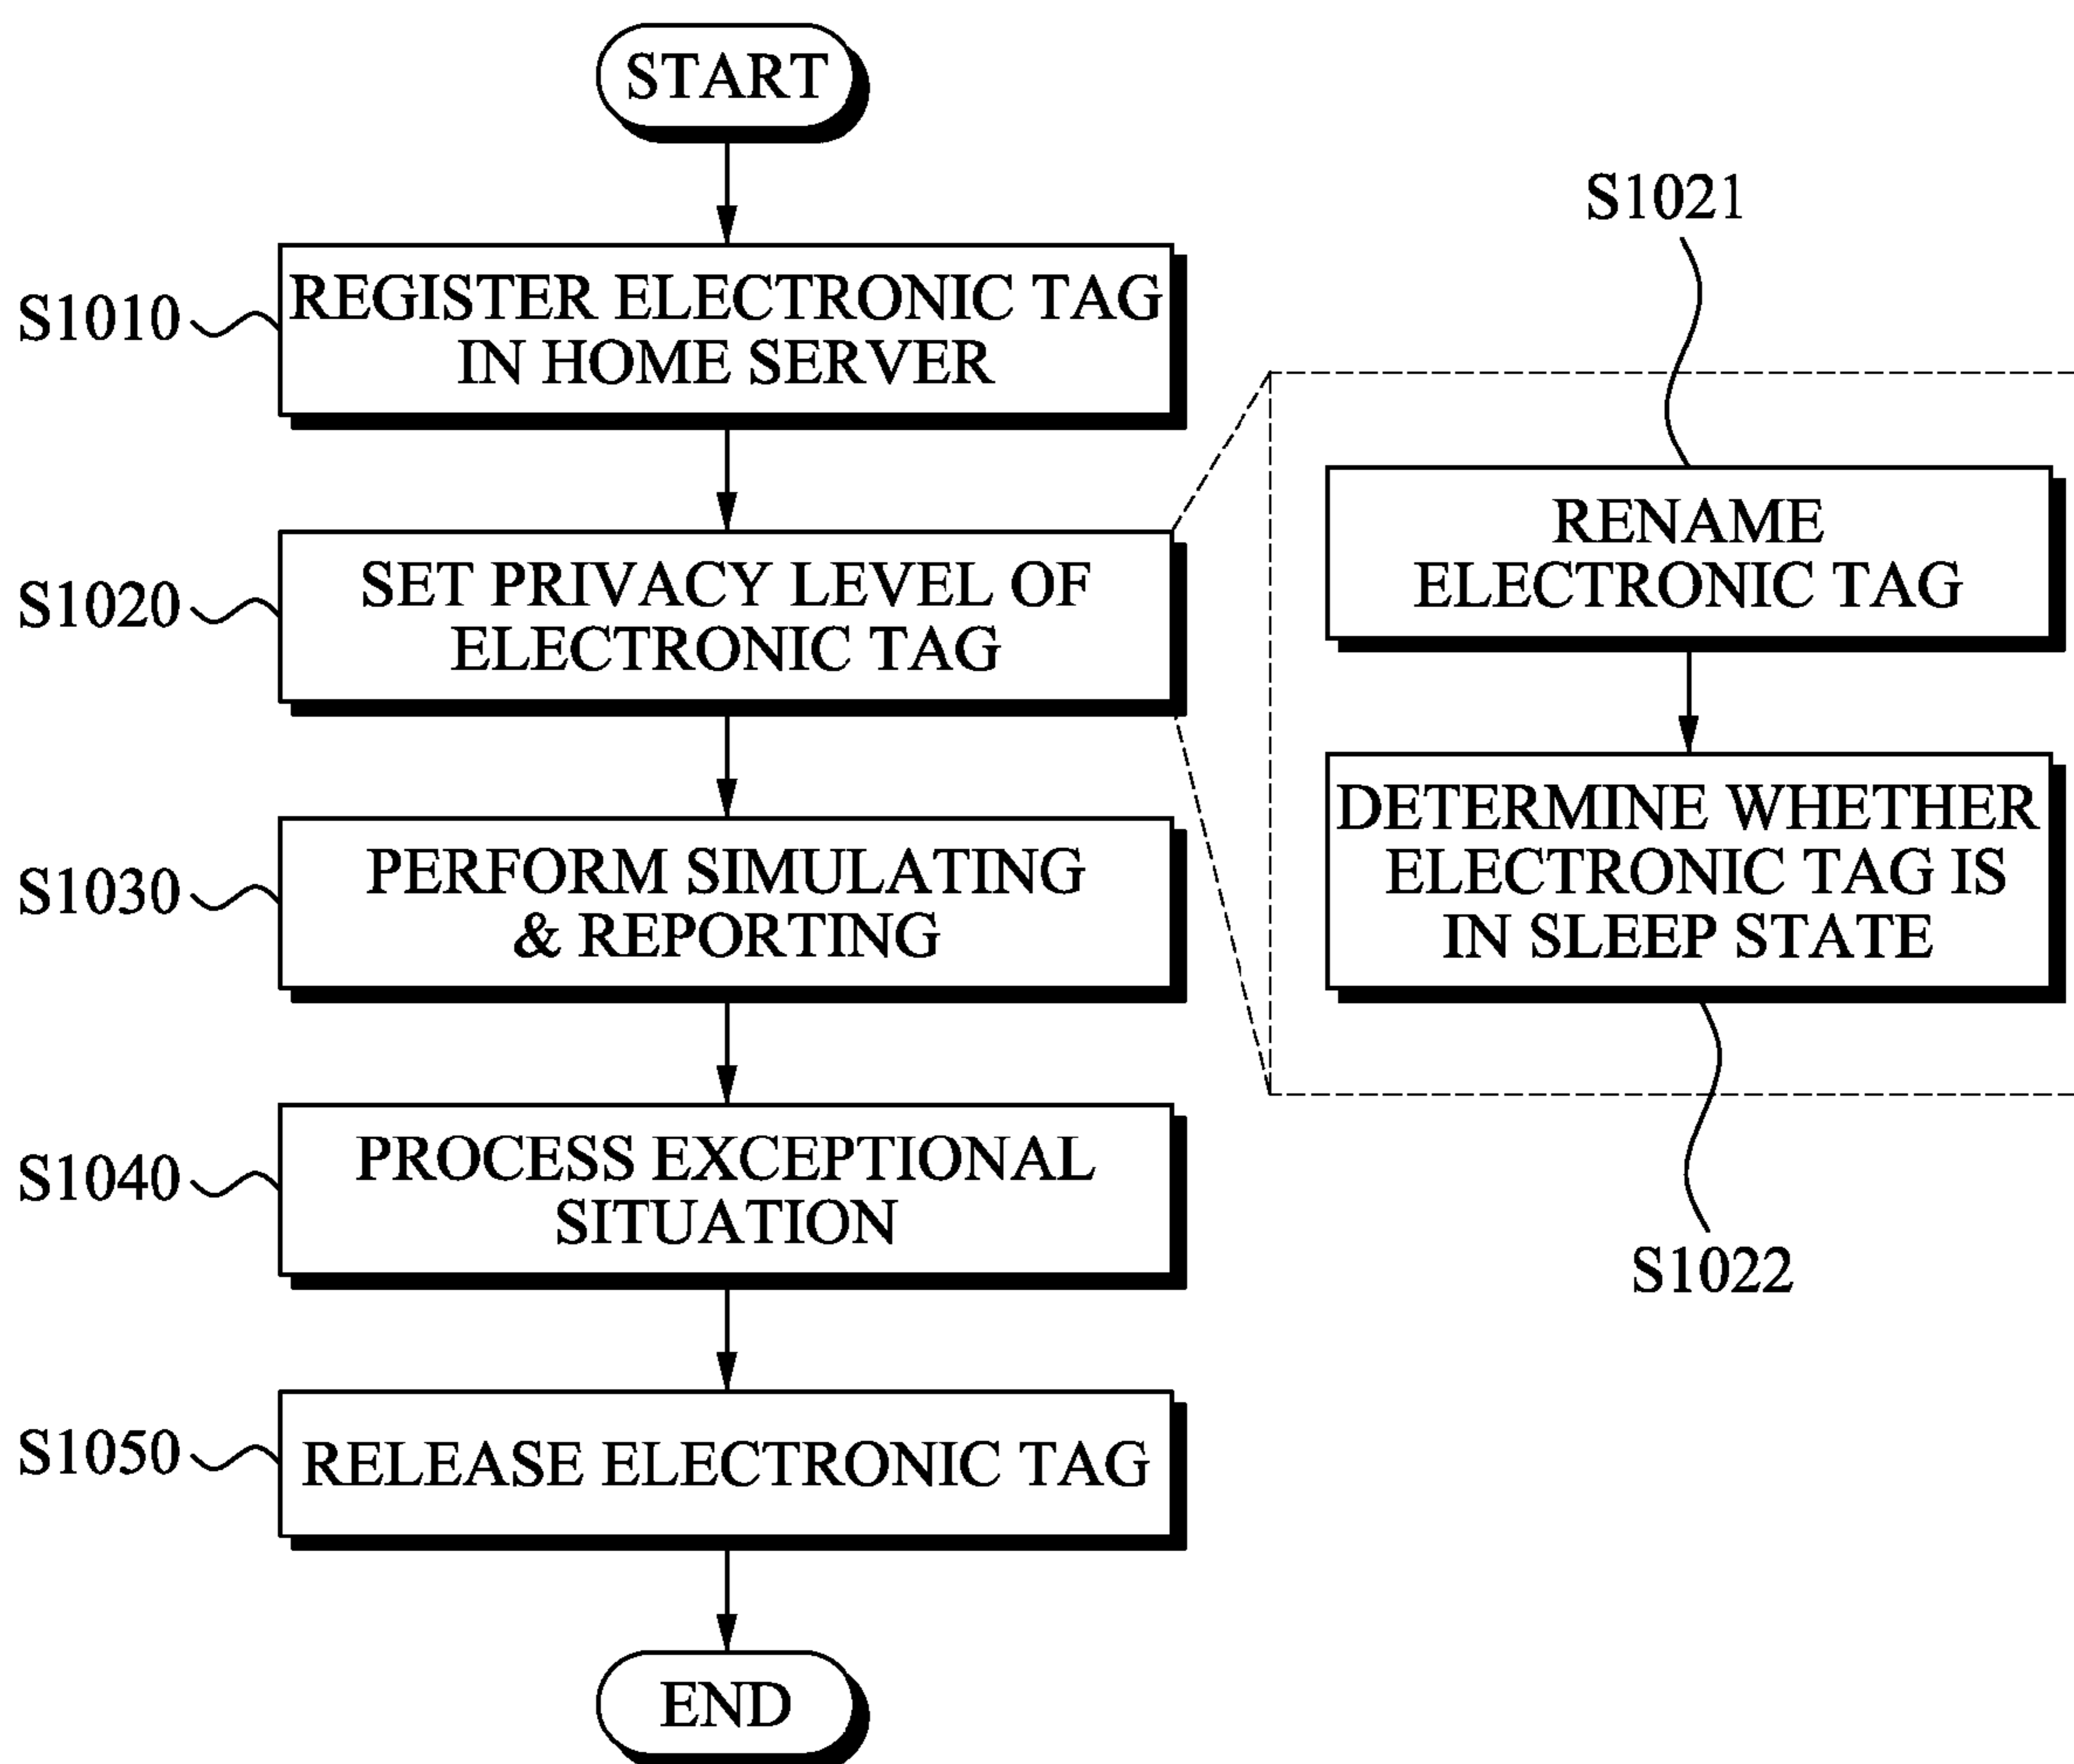 START
S1010
REGISTER ELECTRONIC TAG
IN HOME SERVER
S1020
SET PRIVACY LEVEL OF
ELECTRONIC TAG
S1030
PERFORM SIMULATING
& REPORTING
S1040
PROCESS EXCEPTIONAL
SITUATION
S1050
RELEASE ELECTRONIC TAG
END
S1021
RENAME
ELECTRONIC TAG
DETERMINE WHETHER
ELECTRONIC TAG IS
IN SLEEP STATE
S1022